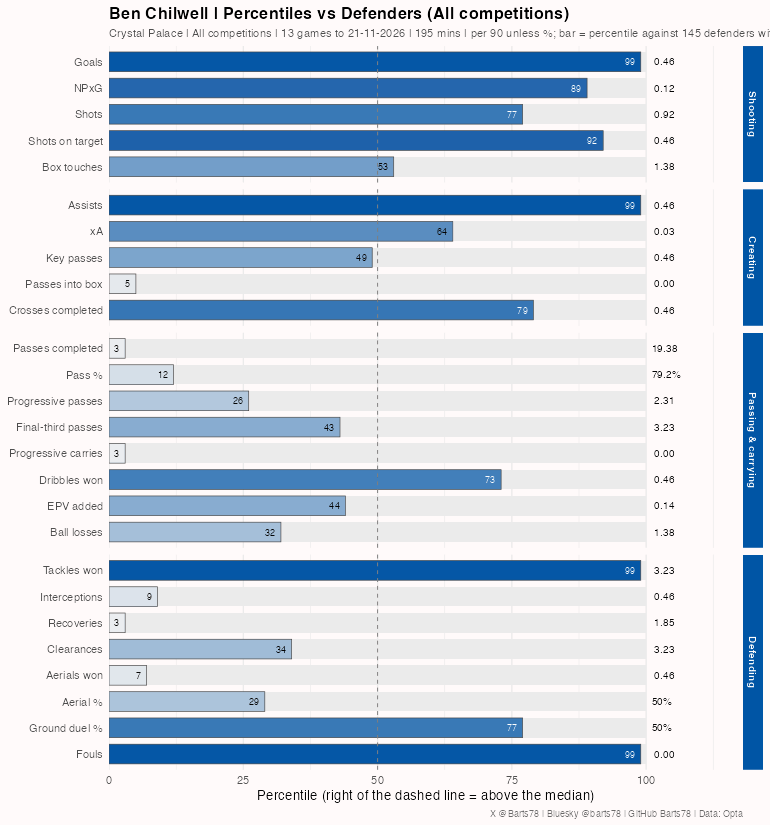 Ben Chilwell | Percentiles vs Defenders (All competitions)
Crystal Palace | All competitions | 13 games to 21-11-2026 | 195 mins | per 90 unless %; bar = percentile against 145 defenders wi
Goals 99 0.46
NPxG 89 0.12
Shots 77 0.92
Shots on target 92 0.46
Box touches 53 1.38
Shooting
Assists 99 0.46
xA 64 0.03
Key passes 49 0.46
Passes into box 5 0.00
Crosses completed 79 0.46
Creating
Passes completed 3 19.38
Pass % 12 79.2%
Progressive passes 26 2.31
Final-third passes 43 3.23
Progressive carries 3 0.00
Dribbles won 73 0.46
EPV added 44 0.14
Ball losses 32 1.38
Passing & carrying
Tackles won 99 3.23
Interceptions 9 0.46
Recoveries 3 1.85
Clearances 34 3.23
Aerials won 7 0.46
Aerial % 29 50%
Ground duel % 77 50%
Fouls 99 0.00
Defending
0 25 50 75 100
Percentile (right of the dashed line = above the median)
X @Barts78 | Bluesky @barts78 | GitHub Barts78 | Data: Opta